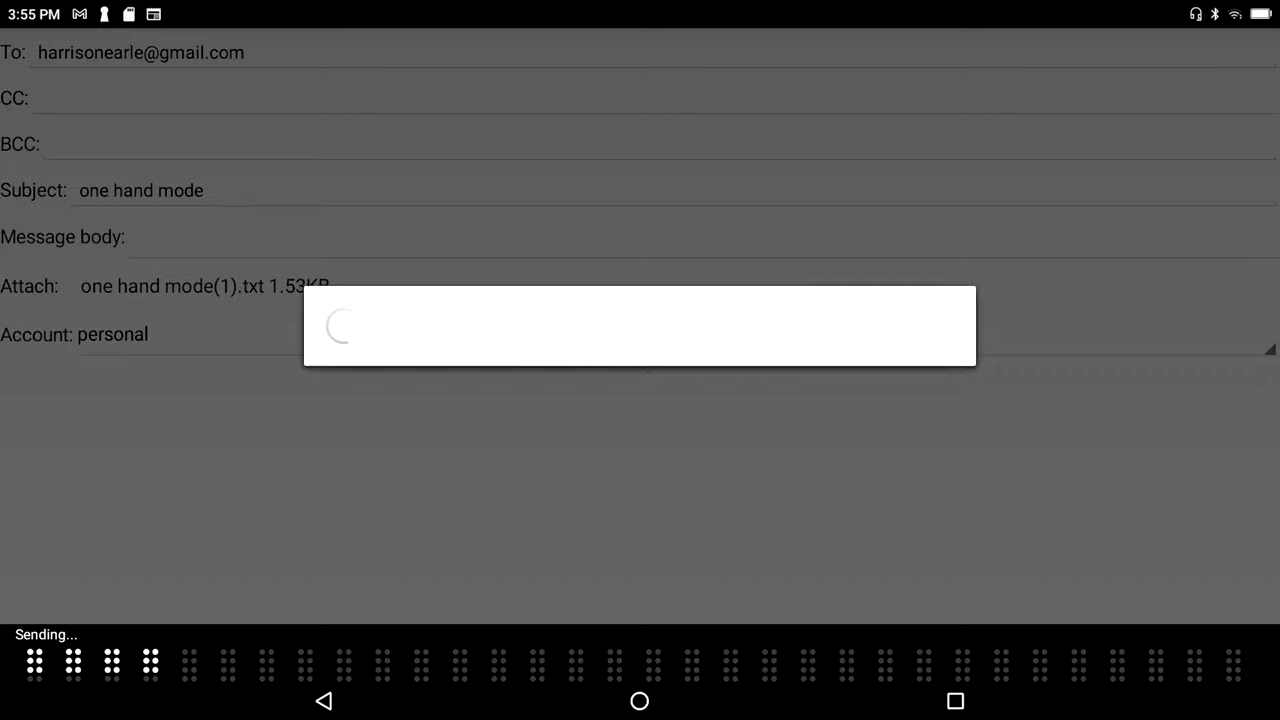 3:55 PM
To: harrisonearle@gmail.com
CC:
BCC:
Subject: one hand mode
Message body:
Attach: one hand mode(1).txt 1.53KB
Account: personal
Sending...